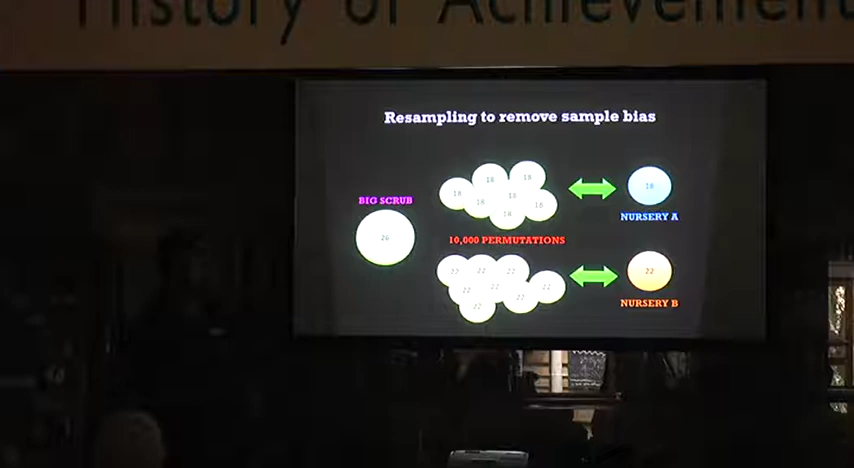 History of Achievement
Resampling to remove sample bias
18 18 18
18 18 18
18
18
BIG SCRUB
26
NURSERY A
10,000 PERMUTATIONS
22 22 22
22 22 22 22
22
22
NURSERY B